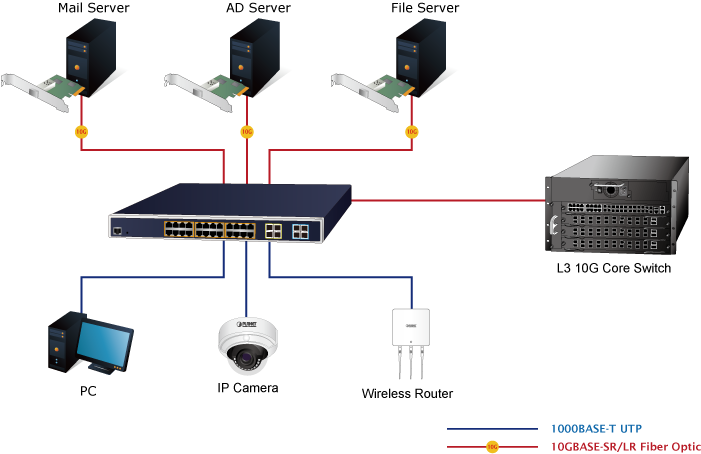 Mail Server
AD Server
File Server
10G
10G
10G
L3 10G Core Switch
PLANET
PC
IP Camera
Wireless Router
1000BASE-T UTP
10G
10GBASE-SR/LR Fiber Optic